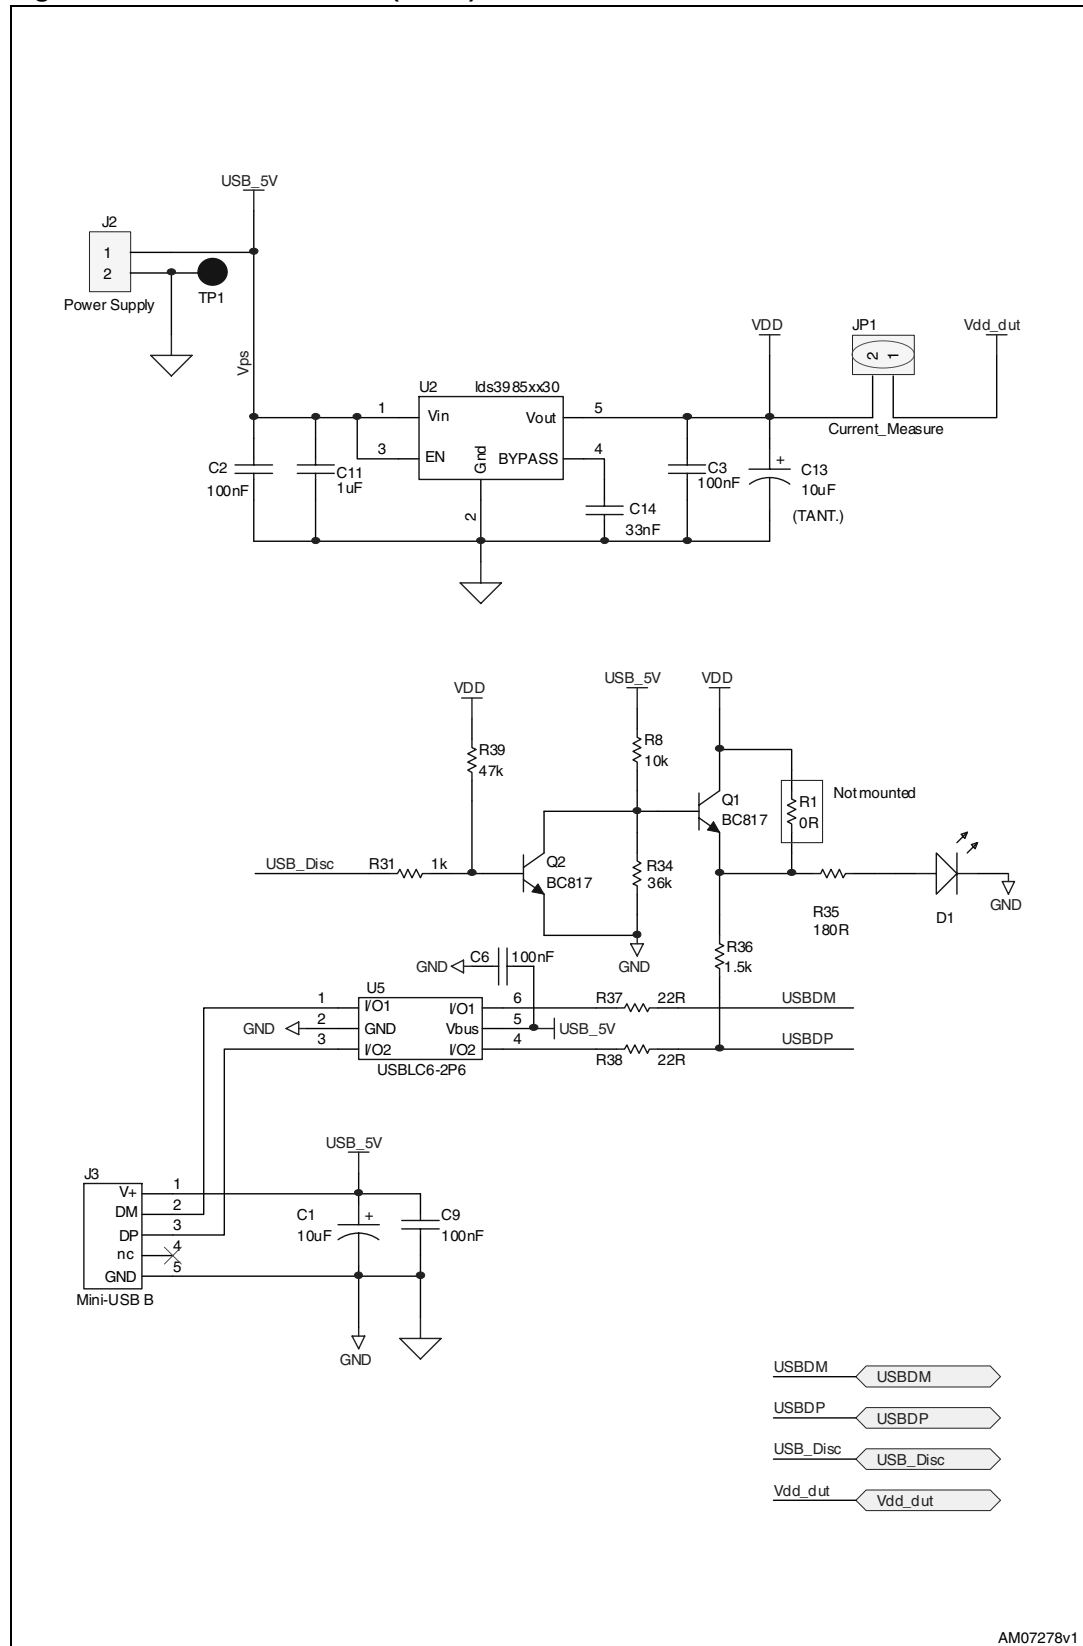 USB_5V
J2
1
2
Power Supply
TP1
Vps
U2 lds3985xx30
1 Vin Vout 5
3 EN BYPASS 4
Gnd
2
C2
100nF
C11
1uF
C14
33nF
C3
100nF
C13
10uF
(TANT.)
+
VDD
JP1
2 1
Current_Measure
Vdd_dut
VDD
R39
47k
USB_5V
R8
10k
VDD
Q1
BC817
R1
0R
Not mounted
USB_Disc R31 1k
Q2
BC817
R34
36k
GND
R35
180R
D1
GND
R36
1.5k
GND C6 100nF
U5
1 I/O1 I/O1 6
GND 2 GND Vbus 5 USB_5V
3 I/O2 I/O2 4
USBLC6-2P6
R37 22R USBDM
R38 22R USBDP
USB_5V
J3
V+ 1
DM 2
DP 3
nc 4
GND 5
Mini-USB B
C1
10uF
+
C9
100nF
GND
USBDM USBDM
USBDP USBDP
USB_Disc USB_Disc
Vdd_dut Vdd_dut
AM07278v1